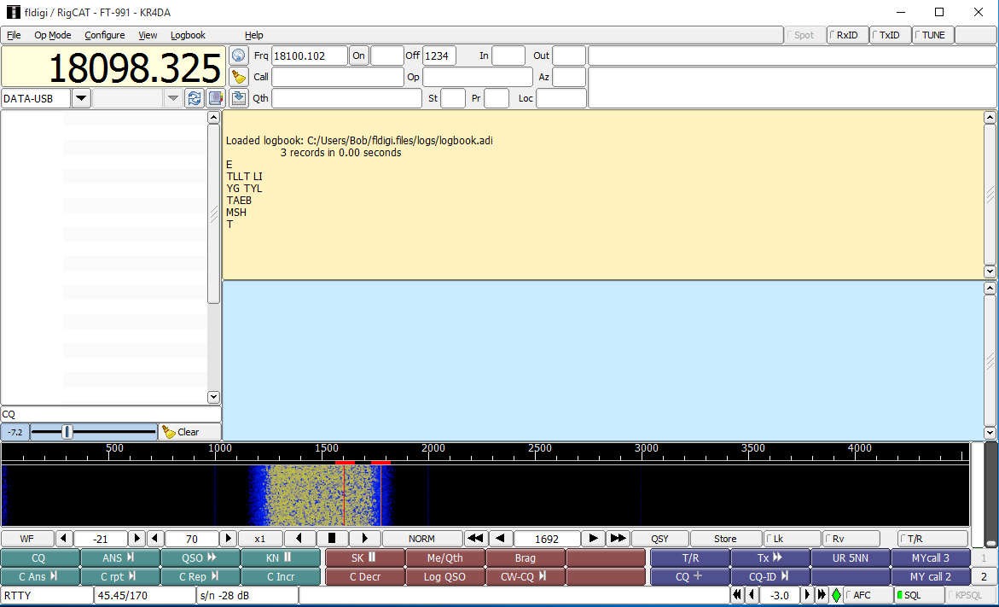 fldigi / RigCAT - FT-991 - KR4DA
File Op Mode Configure View Logbook Help Spot RxID TxID TUNE
18098.325 Frq 18100.102 On Off 1234 In Out
Call Op Az
DATA-USB Qth St Pr Loc
Loaded logbook: C:/Users/Bob/fldigi.files/logs/logbook.adi
3 records in 0.00 seconds
E
TLLT LI
YG TYL
TAEB
MSH
T
CQ
-7.2 Clear
500 1000 1500 2000 2500 3000 3500 4000
WF -21 70 x1 NORM 1692 QSY Store Lk Rv T/R
CQ ANS QSO KN SK Me/Qth Brag T/R Tx UR 5NN MYcall 3 1
C Ans C rpt C Rep C Incr C Decr Log QSO CW-CQ CQ CQ-ID MY call 2 2
RTTY 45.45/170 s/n -28 dB -3.0 AFC SQL KPSQL